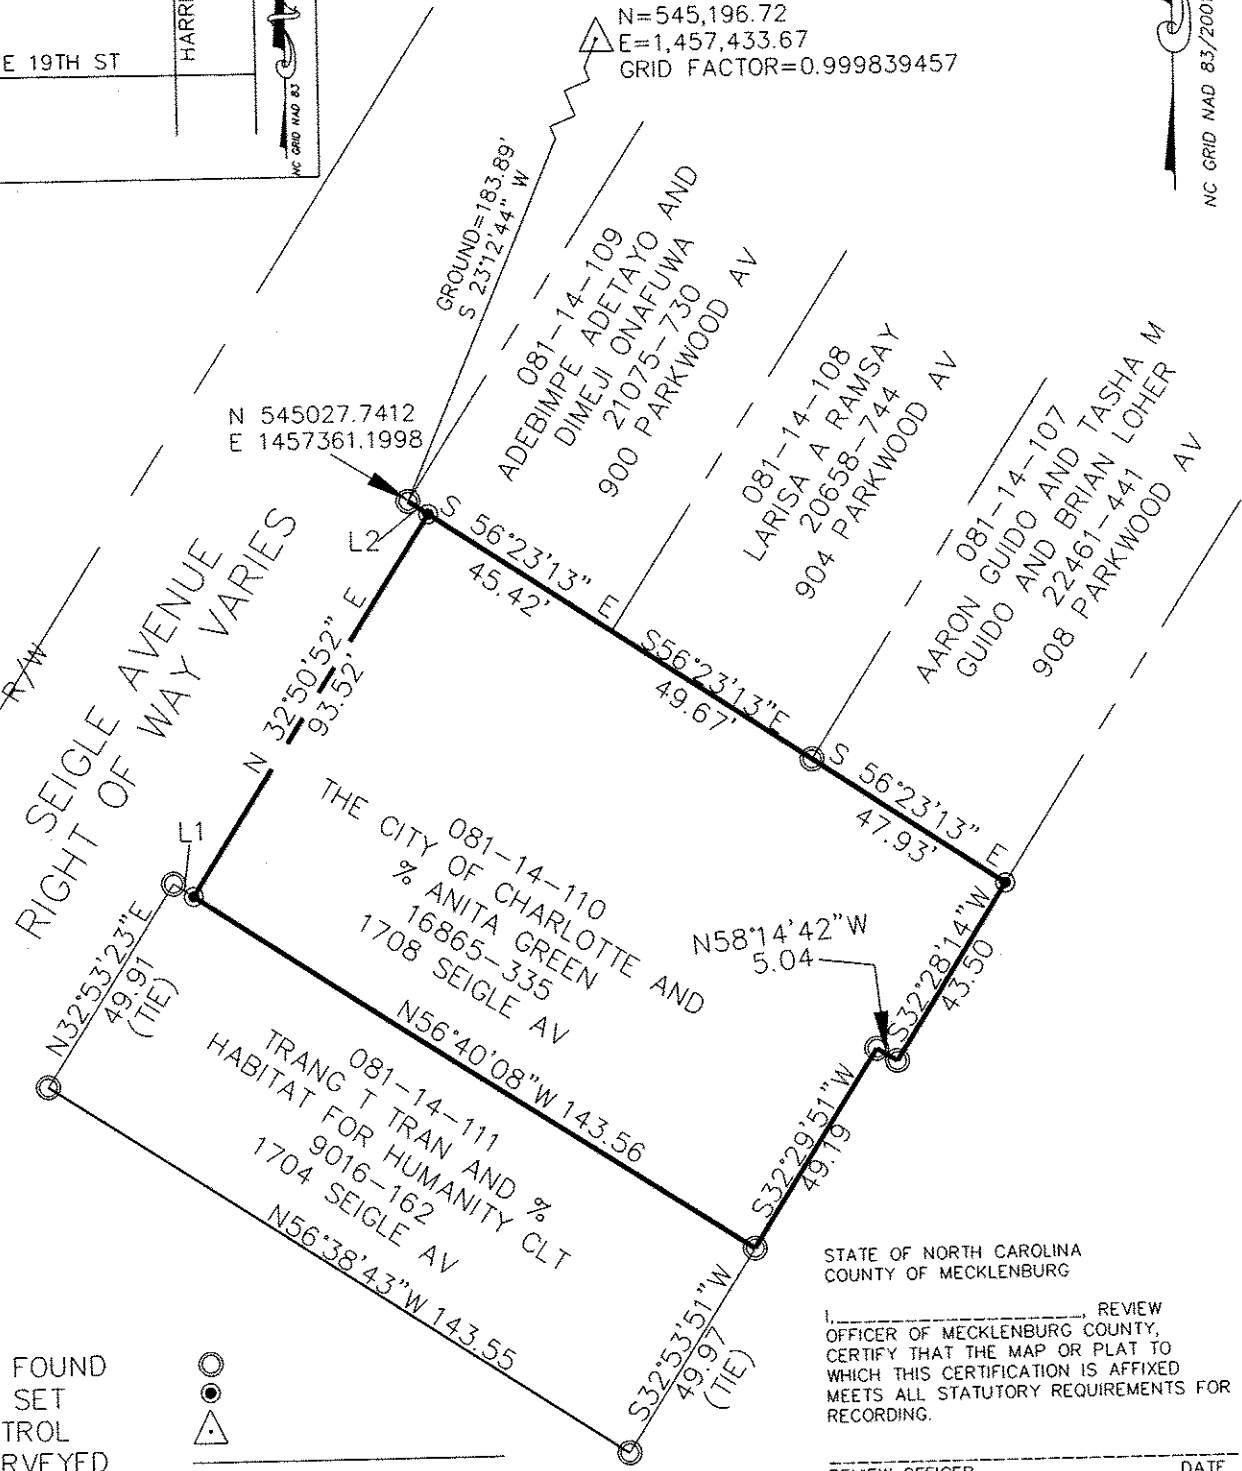 E 19TH ST
HARRI
NC GRID NAD 83
N=545,196.72
E=1,457,433.67
GRID FACTOR=0.999839457
NC GRID NAD 83/2001
GROUND=183.89'
S 23°12'44" W
081-14-109
ADEBIMPE ADETAYO AND
DIMEJI ONAFUWA
21075-730
900 PARKWOOD AV
081-14-108
LARISA A RAMSAY
20658-744
904 PARKWOOD AV
081-14-107
AARON GUIDO AND TASHA M
GUIDO AND BRIAN LOHER
22461-441
908 PARKWOOD AV
N 545027.7412
E 1457361.1998
L2
S 56°23'13" E
45.42'
S56°23'13"E
49.67'
S 56°23'13" E
47.93'
R/W
SEIGLE AVENUE
RIGHT OF WAY VARIES
N 32°50'52" E
93.52'
L1
081-14-110
THE CITY OF CHARLOTTE AND
% ANITA GREEN
16865-335
1708 SEIGLE AV
N58°14'42"W
5.04
S32°28'14"W
43.50
N32°53'23"E
49.91
(TIE)
N56°40'08"W 143.56
S32°29'51"W
49.19
081-14-111
TRANG T TRAN AND %
HABITAT FOR HUMANITY CLT
9016-162
1704 SEIGLE AV
N56°38'43"W 143.55
S32°53'51"W
49.97
(TIE)
FOUND
SET
TROL
RVEYED
STATE OF NORTH CAROLINA
COUNTY OF MECKLENBURG
I,____________________, REVIEW
OFFICER OF MECKLENBURG COUNTY,
CERTIFY THAT THE MAP OR PLAT TO
WHICH THIS CERTIFICATION IS AFFIXED
MEETS ALL STATUTORY REQUIREMENTS FOR
RECORDING.
REVIEW OFFICER DATE